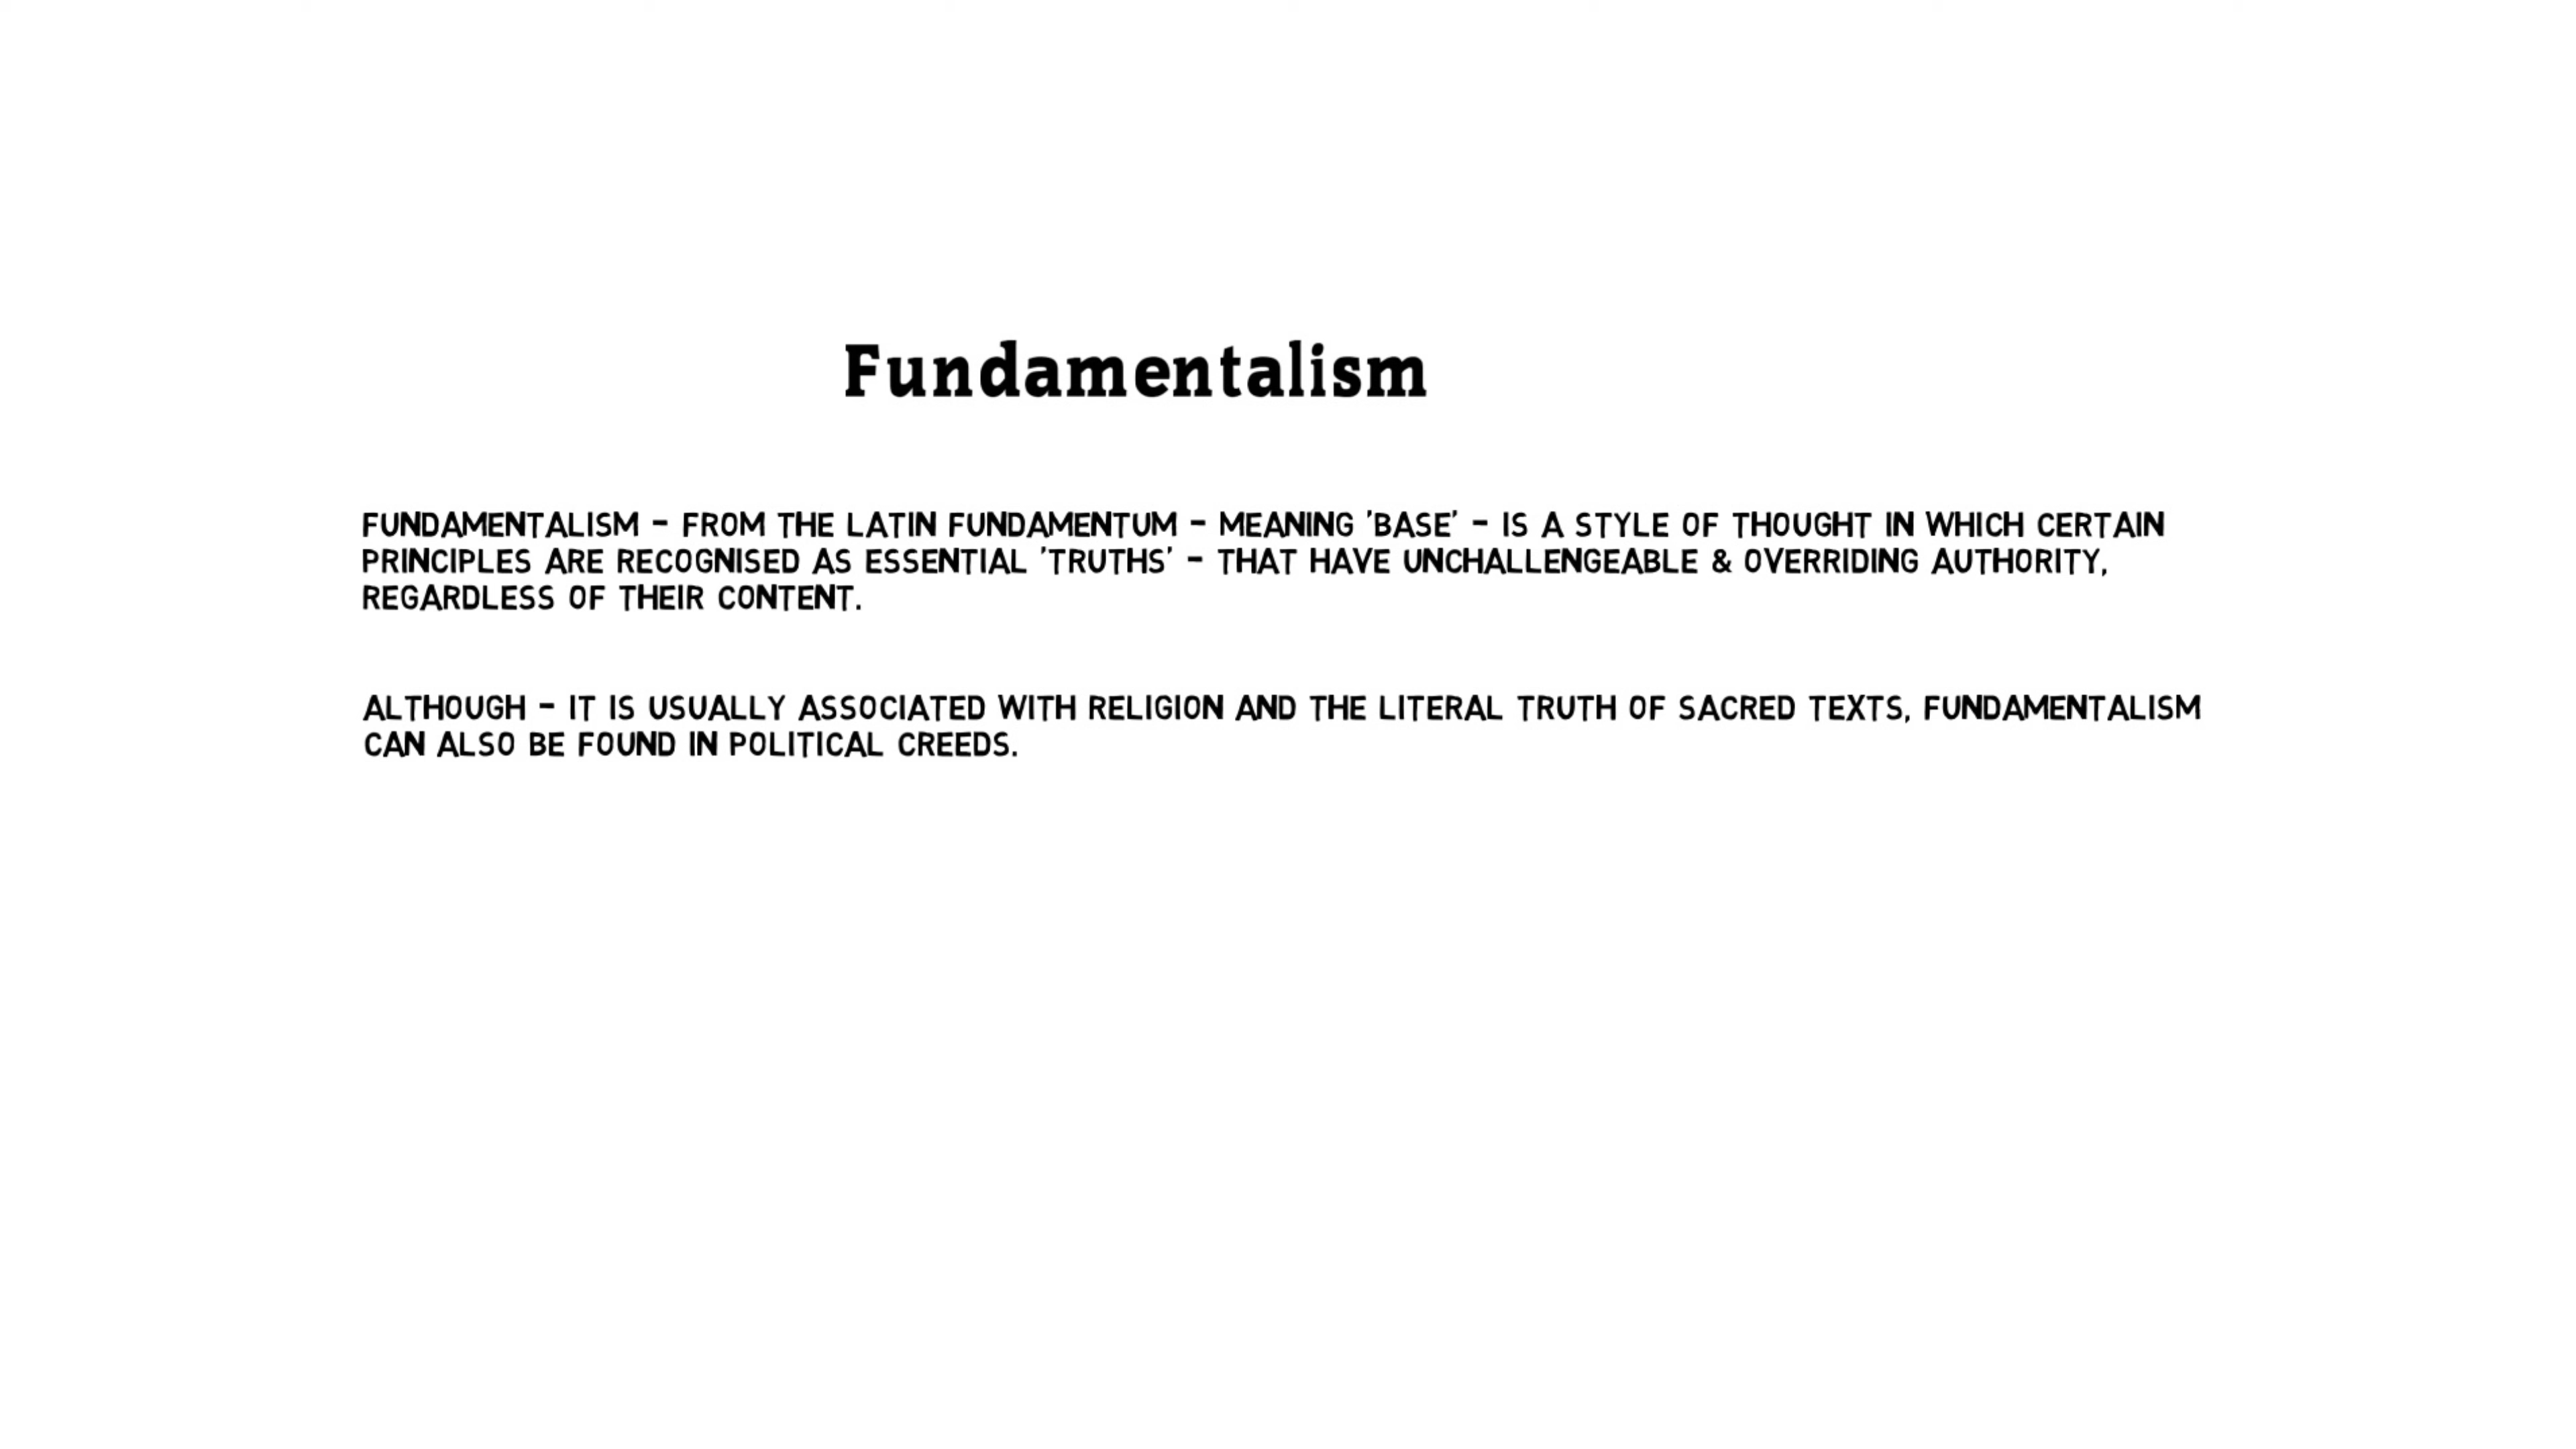 Fundamentalism
FUNDAMENTALISM - FROM THE LATIN FUNDAMENTUM - MEANING 'BASE' - IS A STYLE OF THOUGHT IN WHICH CERTAIN
PRINCIPLES ARE RECOGNISED AS ESSENTIAL 'TRUTHS' - THAT HAVE UNCHALLENGEABLE & OVERRIDING AUTHORITY,
REGARDLESS OF THEIR CONTENT.
ALTHOUGH - IT IS USUALLY ASSOCIATED WITH RELIGION AND THE LITERAL TRUTH OF SACRED TEXTS, FUNDAMENTALISM
CAN ALSO BE FOUND IN POLITICAL CREEDS.